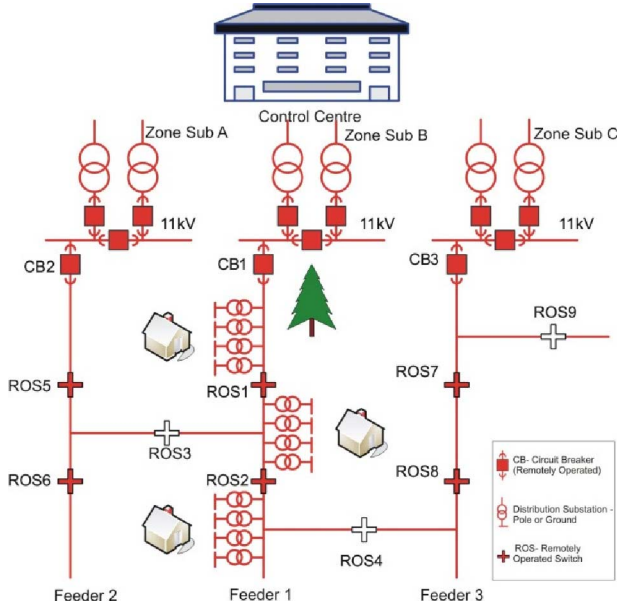 Control Centre
Zone Sub A
Zone Sub B
Zone Sub C
11kV
11kV
11kV
CB2
CB1
CB3
ROS9
ROS5
ROS1
ROS7
ROS3
ROS6
ROS2
ROS8
ROS4
CB- Circuit Breaker
(Remotely Operated)
Distribution Substation -
Pole or Ground
ROS- Remotely
Operated Switch
Feeder 2
Feeder 1
Feeder 3